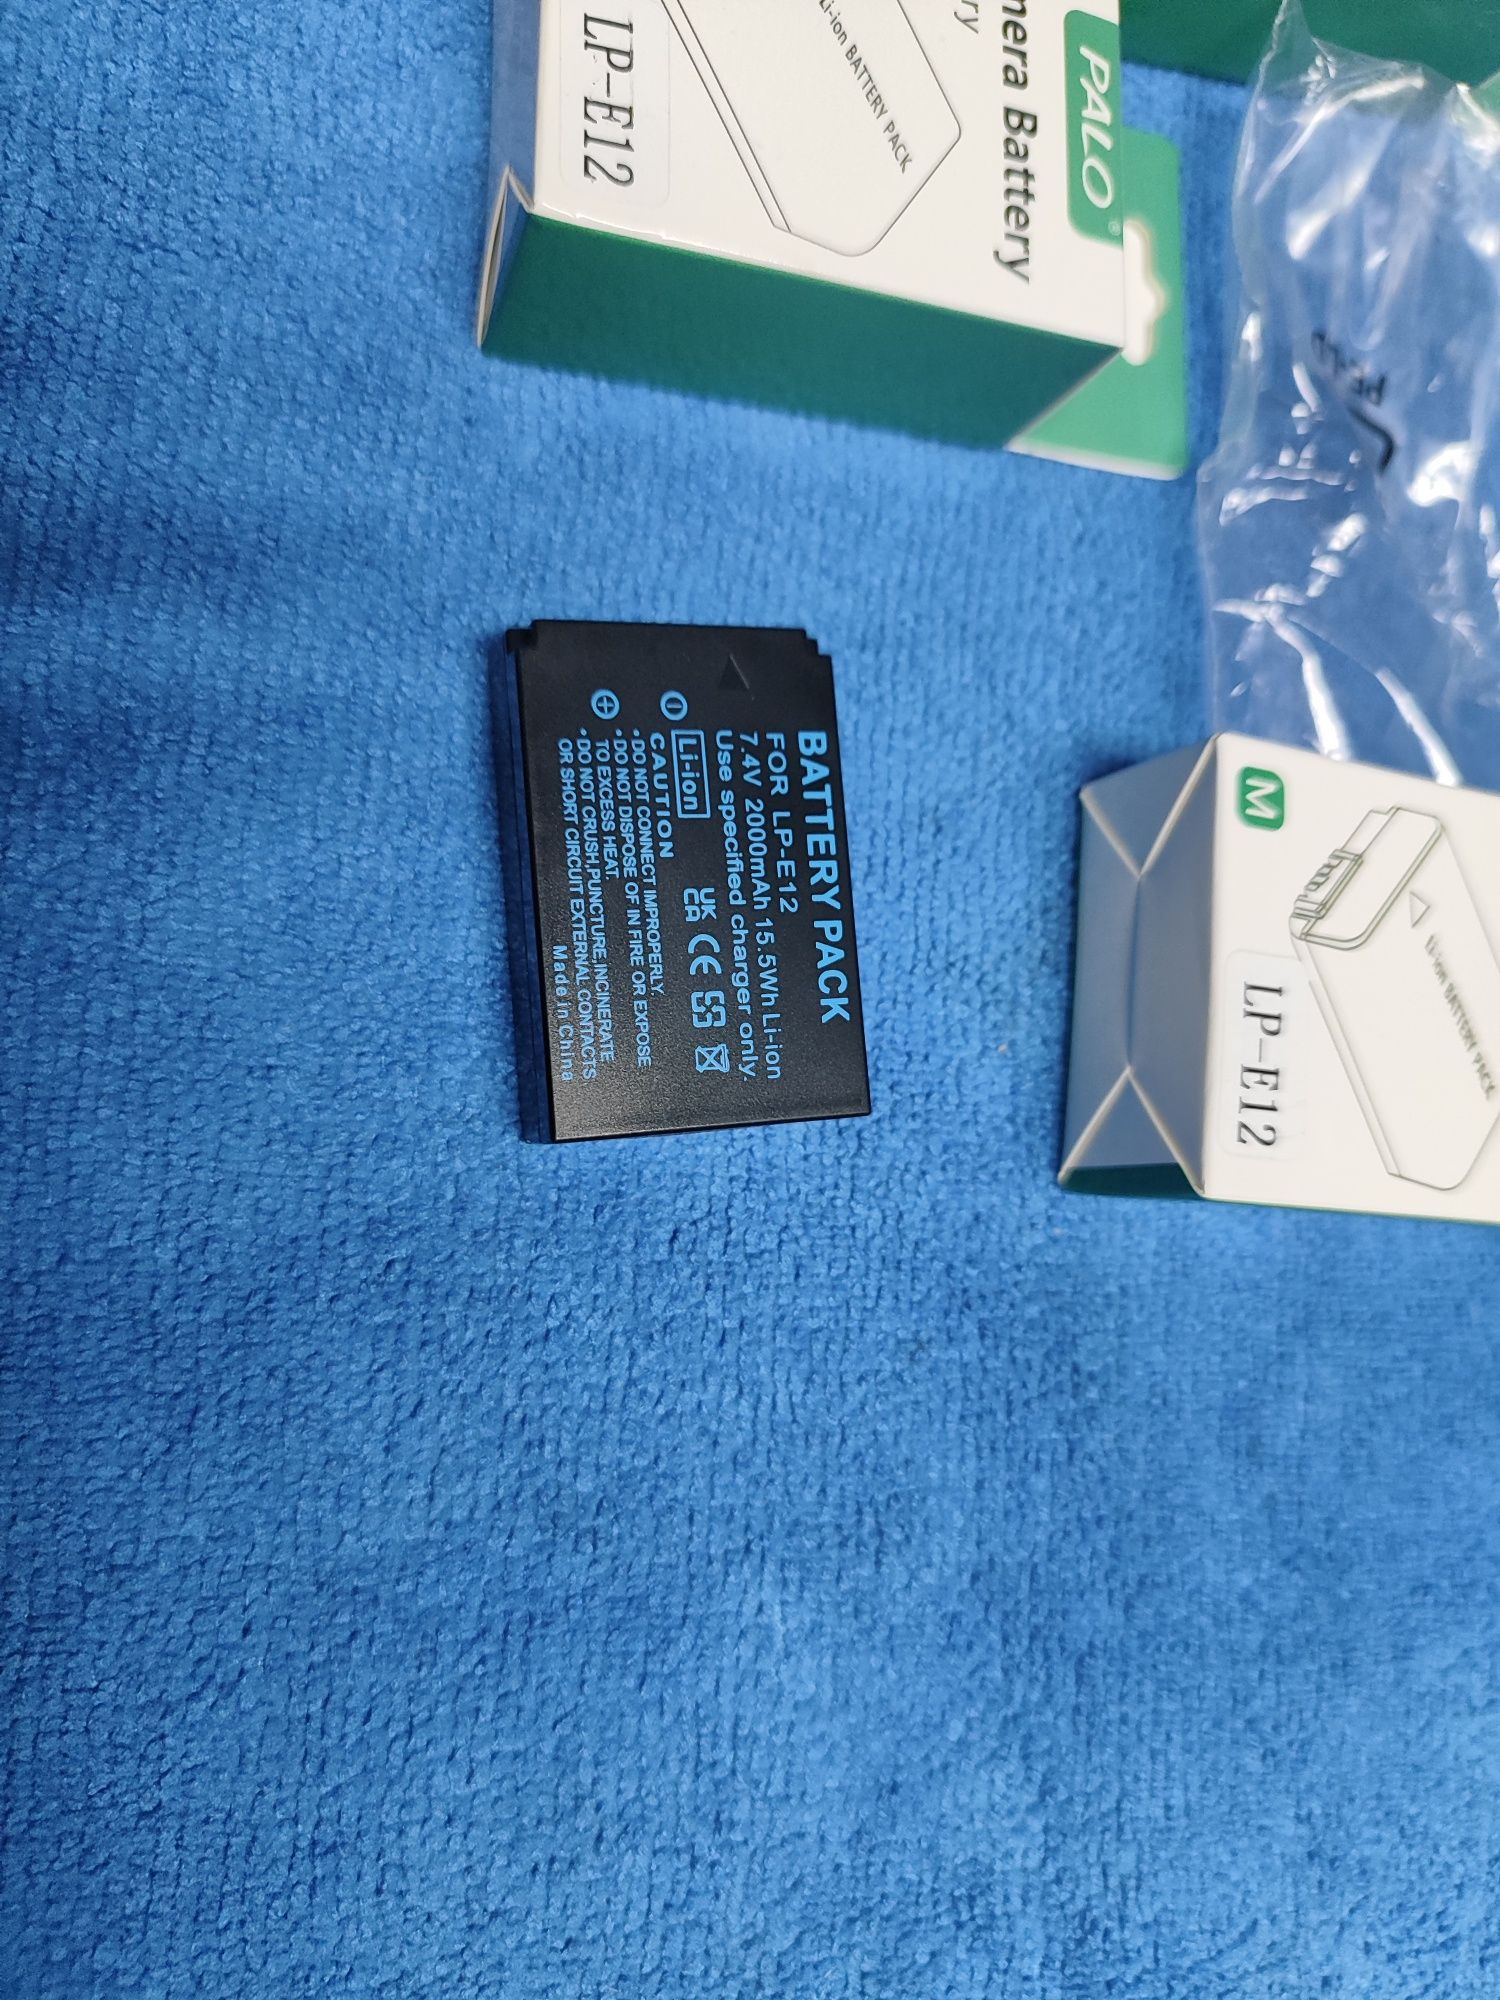 PALO
mera Battery
ry
Li-ion BATTERY PACK
LP-E12
M
Li-ion BATTERY PACK
LP-E12
BATTERY PACK
FOR LP-E12
7.4V 2000mAh 15.5Wh Li-ion
Use specified charger only.
Li-ion
UK CA CE
CAUTION
• DO NOT CONNECT IMPROPERLY.
• DO NOT DISPOSE OF IN FIRE OR EXPOSE
TO EXCESS HEAT.
• DO NOT CRUSH,PUNCTURE,INCINERATE
OR SHORT CIRCUIT EXTERNAL CONTACTS
Made in China